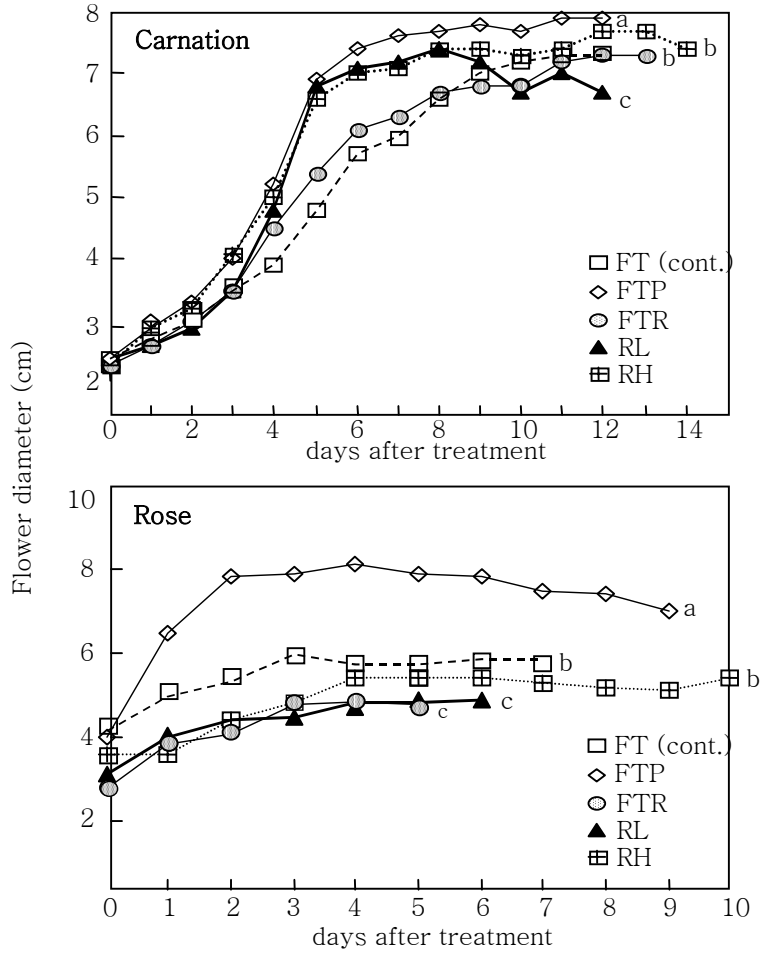 Flower diameter (cm)
Carnation
8
7
6
5
4
3
2
a
b
b
c
FT (cont.)
FTP
FTR
RL
RH
0 2 4 6 8 10 12 14
days after treatment
Rose
10
8
6
4
2
a
b
b
c
c
FT (cont.)
FTP
FTR
RL
RH
0 1 2 3 4 5 6 7 8 9 10
days after treatment